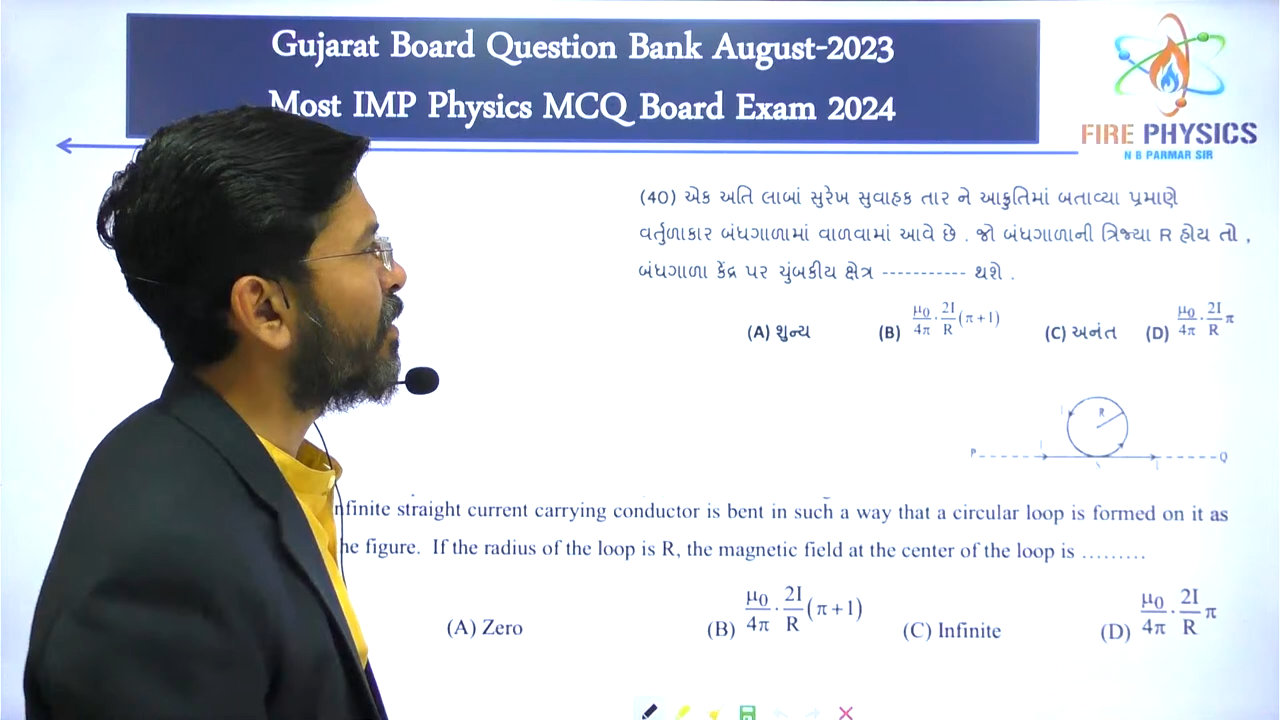 Gujarat Board Question Bank August-2023
Most IMP Physics MCQ Board Exam 2024
FIRE PHYSICS
N B PARMAR SIR
(40) એક અતિ લાબાં સુરેખ સુવાહક તાર ને આકૃતિમાં બતાવ્યા પ્રમાણે
વર્તુળાકાર બંધગાળામાં વાળવામાં આવે છે . જો બંધગાળાની ત્રિજ્યા R હોય તો ,
બંધગાળા કેંદ્ર પર ચુંબકીય ક્ષેત્ર ----------- થશે .
(A) શુન્ય (B) μ0/4π · 2I/R (π+1) (C) અનંત (D) μ0/4π · 2I/R π
I R
P I I Q
nfinite straight current carrying conductor is bent in such a way that a circular loop is formed on it as
he figure. If the radius of the loop is R, the magnetic field at the center of the loop is .........
(A) Zero (B) μ0/4π · 2I/R (π+1) (C) Infinite (D) μ0/4π · 2I/R π